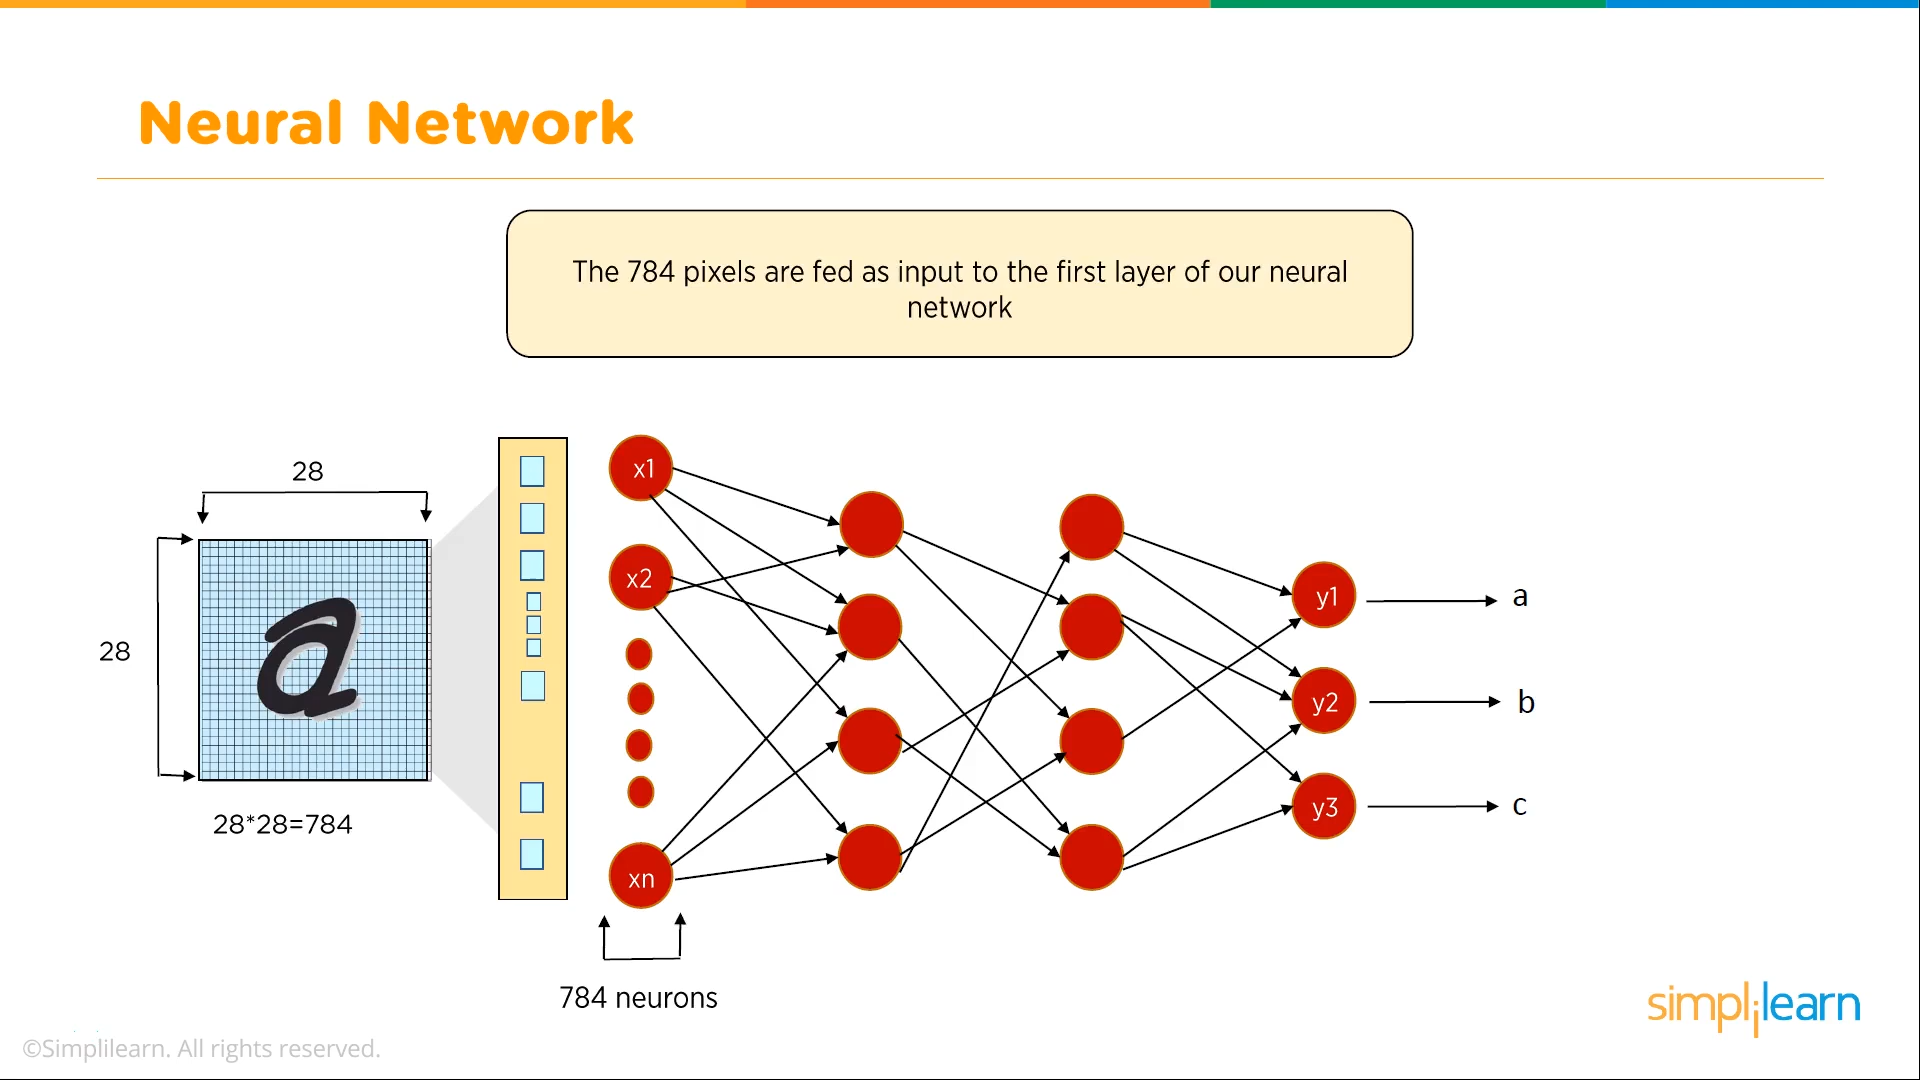 Neural Network
The 784 pixels are fed as input to the first layer of our neural
network
28
28
a
28*28=784
x1
x2
xn
784 neurons
y1
a
y2
b
y3
c
simplilearn
©Simplilearn. All rights reserved.